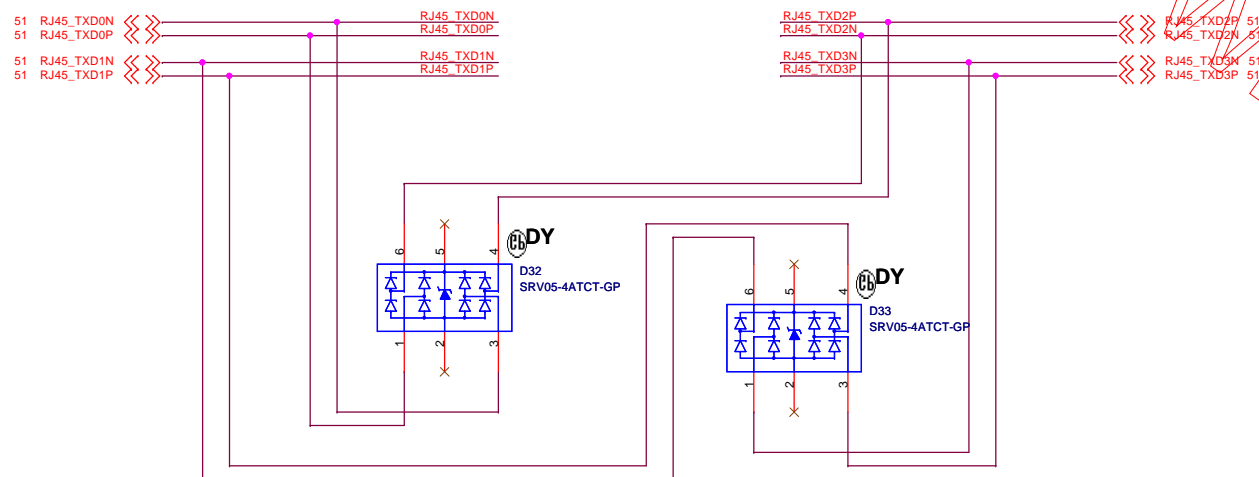 51 RJ45_TXD0N
51 RJ45_TXD0P
51 RJ45_TXD1N
51 RJ45_TXD1P
RJ45_TXD0N
RJ45_TXD0P
RJ45_TXD1N
RJ45_TXD1P
RJ45_TXD2P
RJ45_TXD2N
RJ45_TXD3N
RJ45_TXD3P
RJ45_TXD2P 51
RJ45_TXD2N 51
RJ45_TXD3N 51
RJ45_TXD3P 51
DY
6 5 4
D32
SRV05-4ATCT-GP
1 2 3
DY
6 5 4
D33
SRV05-4ATCT-GP
1 2 3